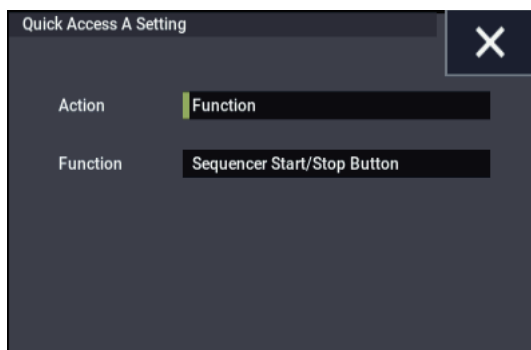 Quick Access A Setting
Action Function
Function Sequencer Start/Stop Button